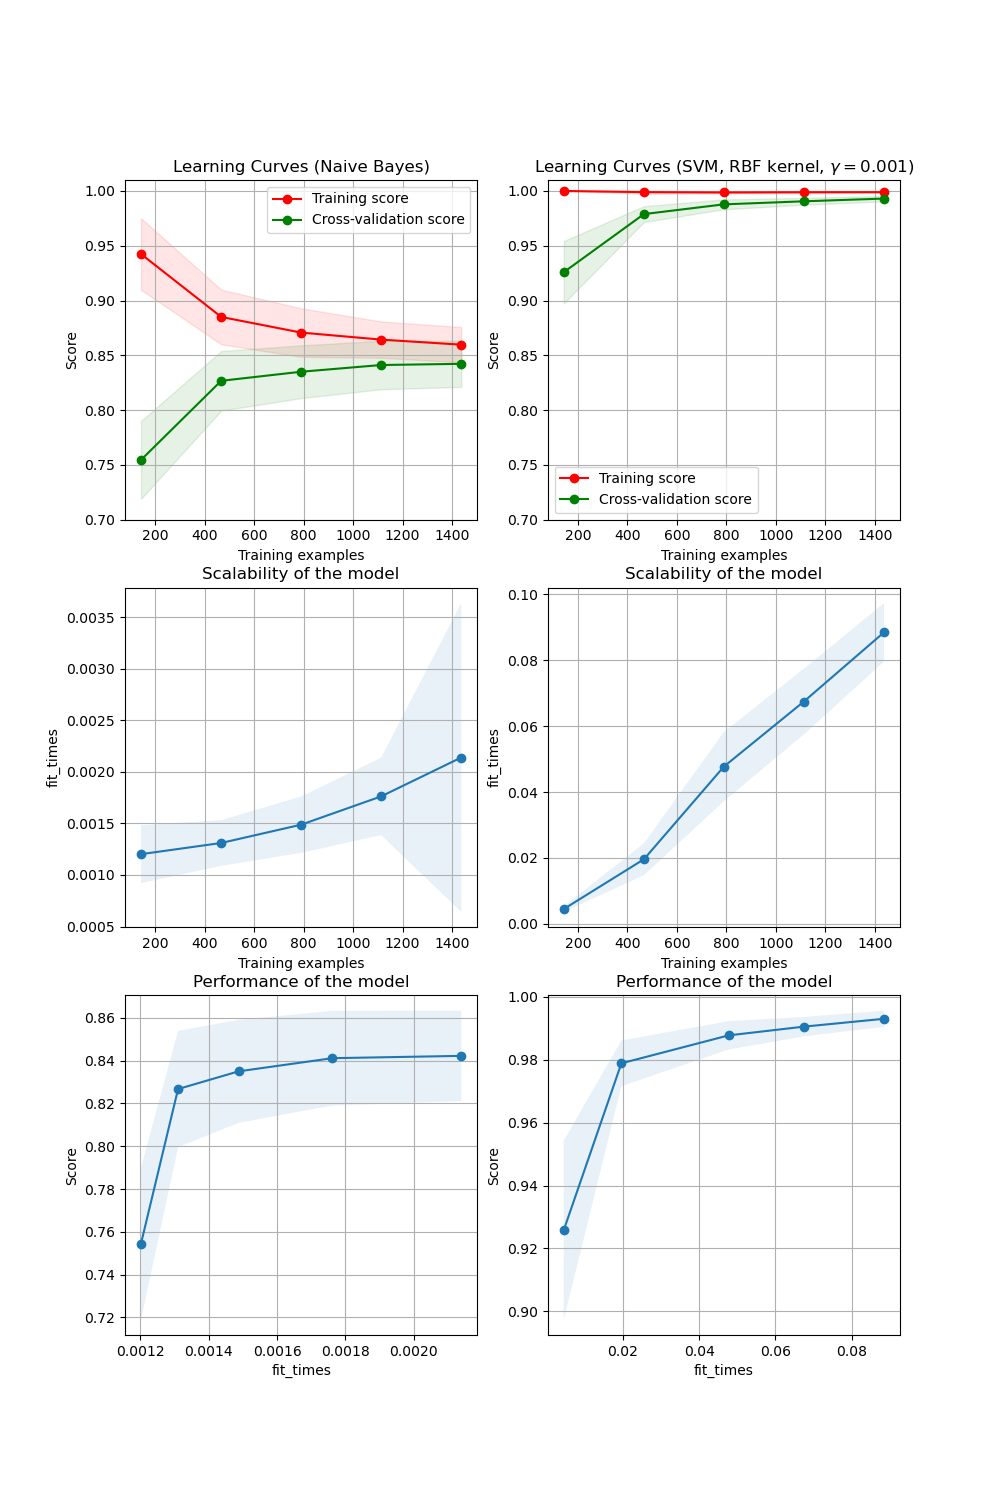 Learning Curves (Naive Bayes)
1.00
0.95
0.90
0.85
0.80
0.75
0.70
Score
Training score
Cross-validation score
200 400 600 800 1000 1200 1400
Training examples
Learning Curves (SVM, RBF kernel, γ = 0.001)
1.00
0.95
0.90
0.85
0.80
0.75
0.70
Score
Training score
Cross-validation score
200 400 600 800 1000 1200 1400
Training examples
Scalability of the model
0.0035
0.0030
0.0025
0.0020
0.0015
0.0010
0.0005
fit_times
200 400 600 800 1000 1200 1400
Training examples
Scalability of the model
0.10
0.08
0.06
0.04
0.02
0.00
fit_times
200 400 600 800 1000 1200 1400
Training examples
Performance of the model
0.86
0.84
0.82
0.80
0.78
0.76
0.74
0.72
Score
0.0012 0.0014 0.0016 0.0018 0.0020
fit_times
Performance of the model
1.00
0.98
0.96
0.94
0.92
0.90
Score
0.02 0.04 0.06 0.08
fit_times